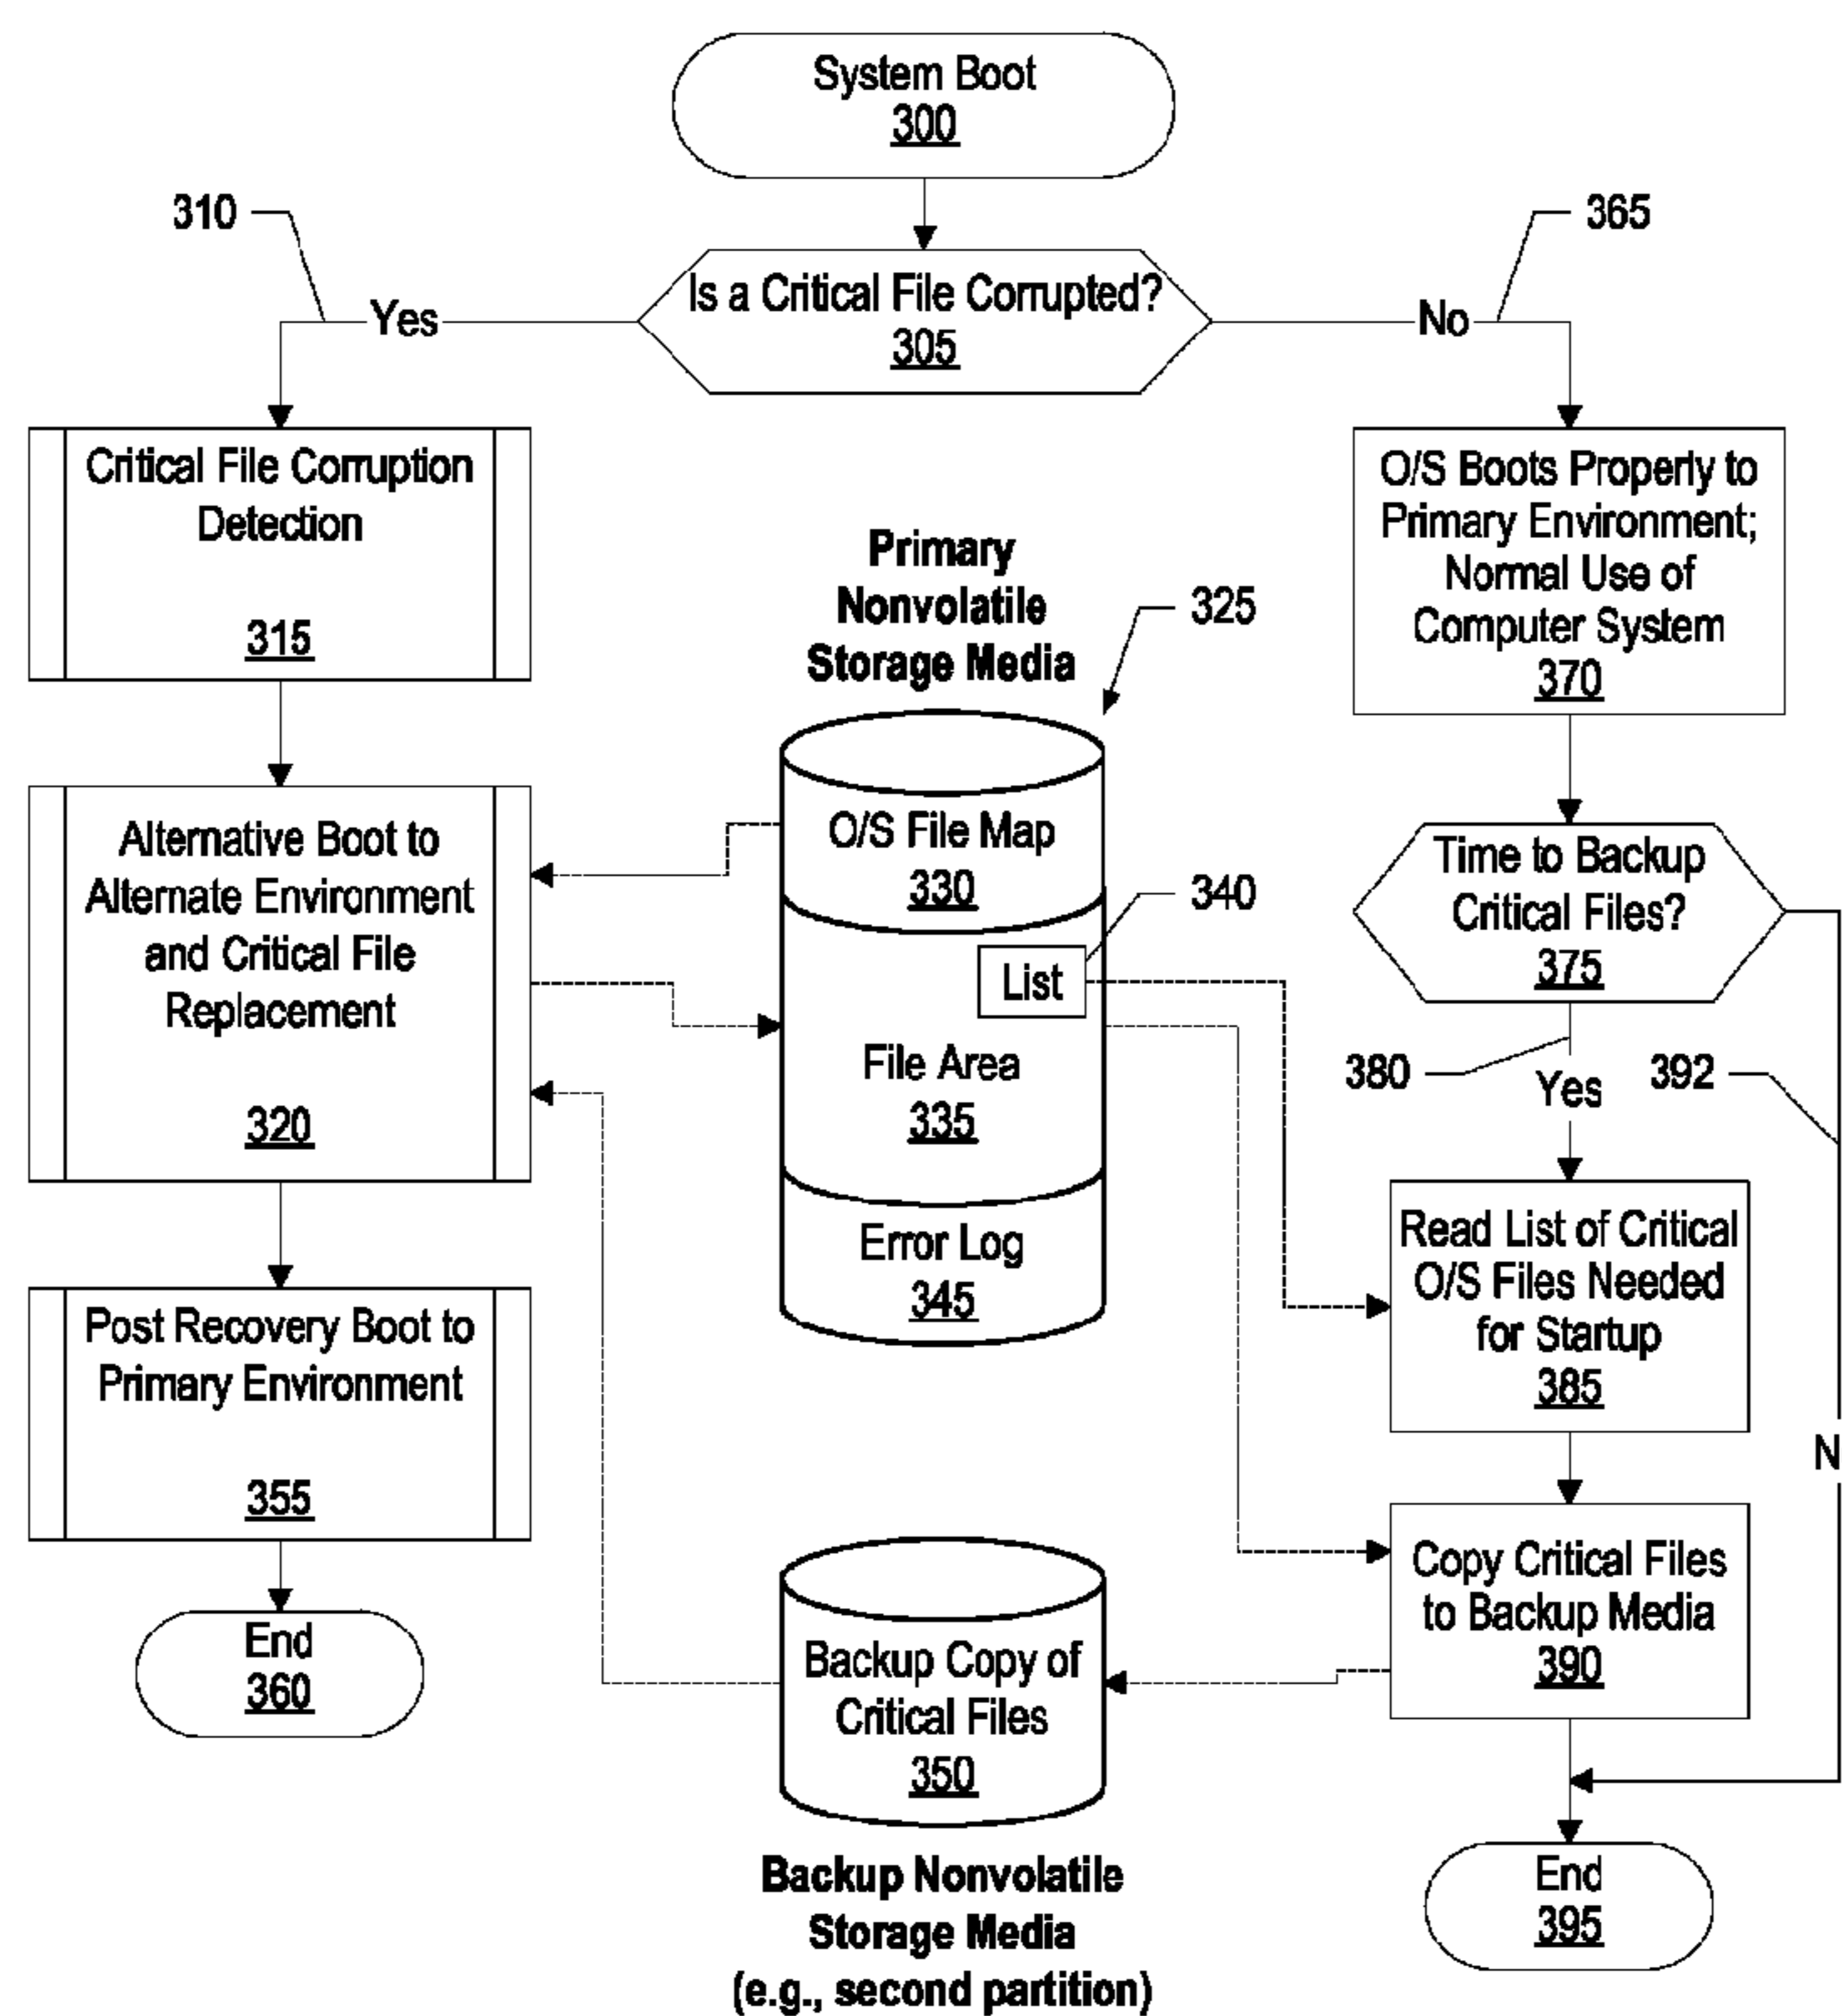 System Boot
300
310
365
Is a Critical File Corrupted?
305
Yes
No
Critical File Corruption
Detection
315
O/S Boots Properly to
Primary Environment;
Normal Use of
Computer System
370
Primary
Nonvolatile
Storage Media
325
Alternative Boot to
Alternate Environment
and Critical File
Replacement
320
O/S File Map
330
340
List
File Area
335
Error Log
345
Time to Backup
Critical Files?
375
380
Yes
392
Read List of Critical
O/S Files Needed
for Startup
385
N
Post Recovery Boot to
Primary Environment
355
End
360
Backup Copy of
Critical Files
350
Copy Critical Files
to Backup Media
390
Backup Nonvolatile
Storage Media
(e.g., second partition)
End
395